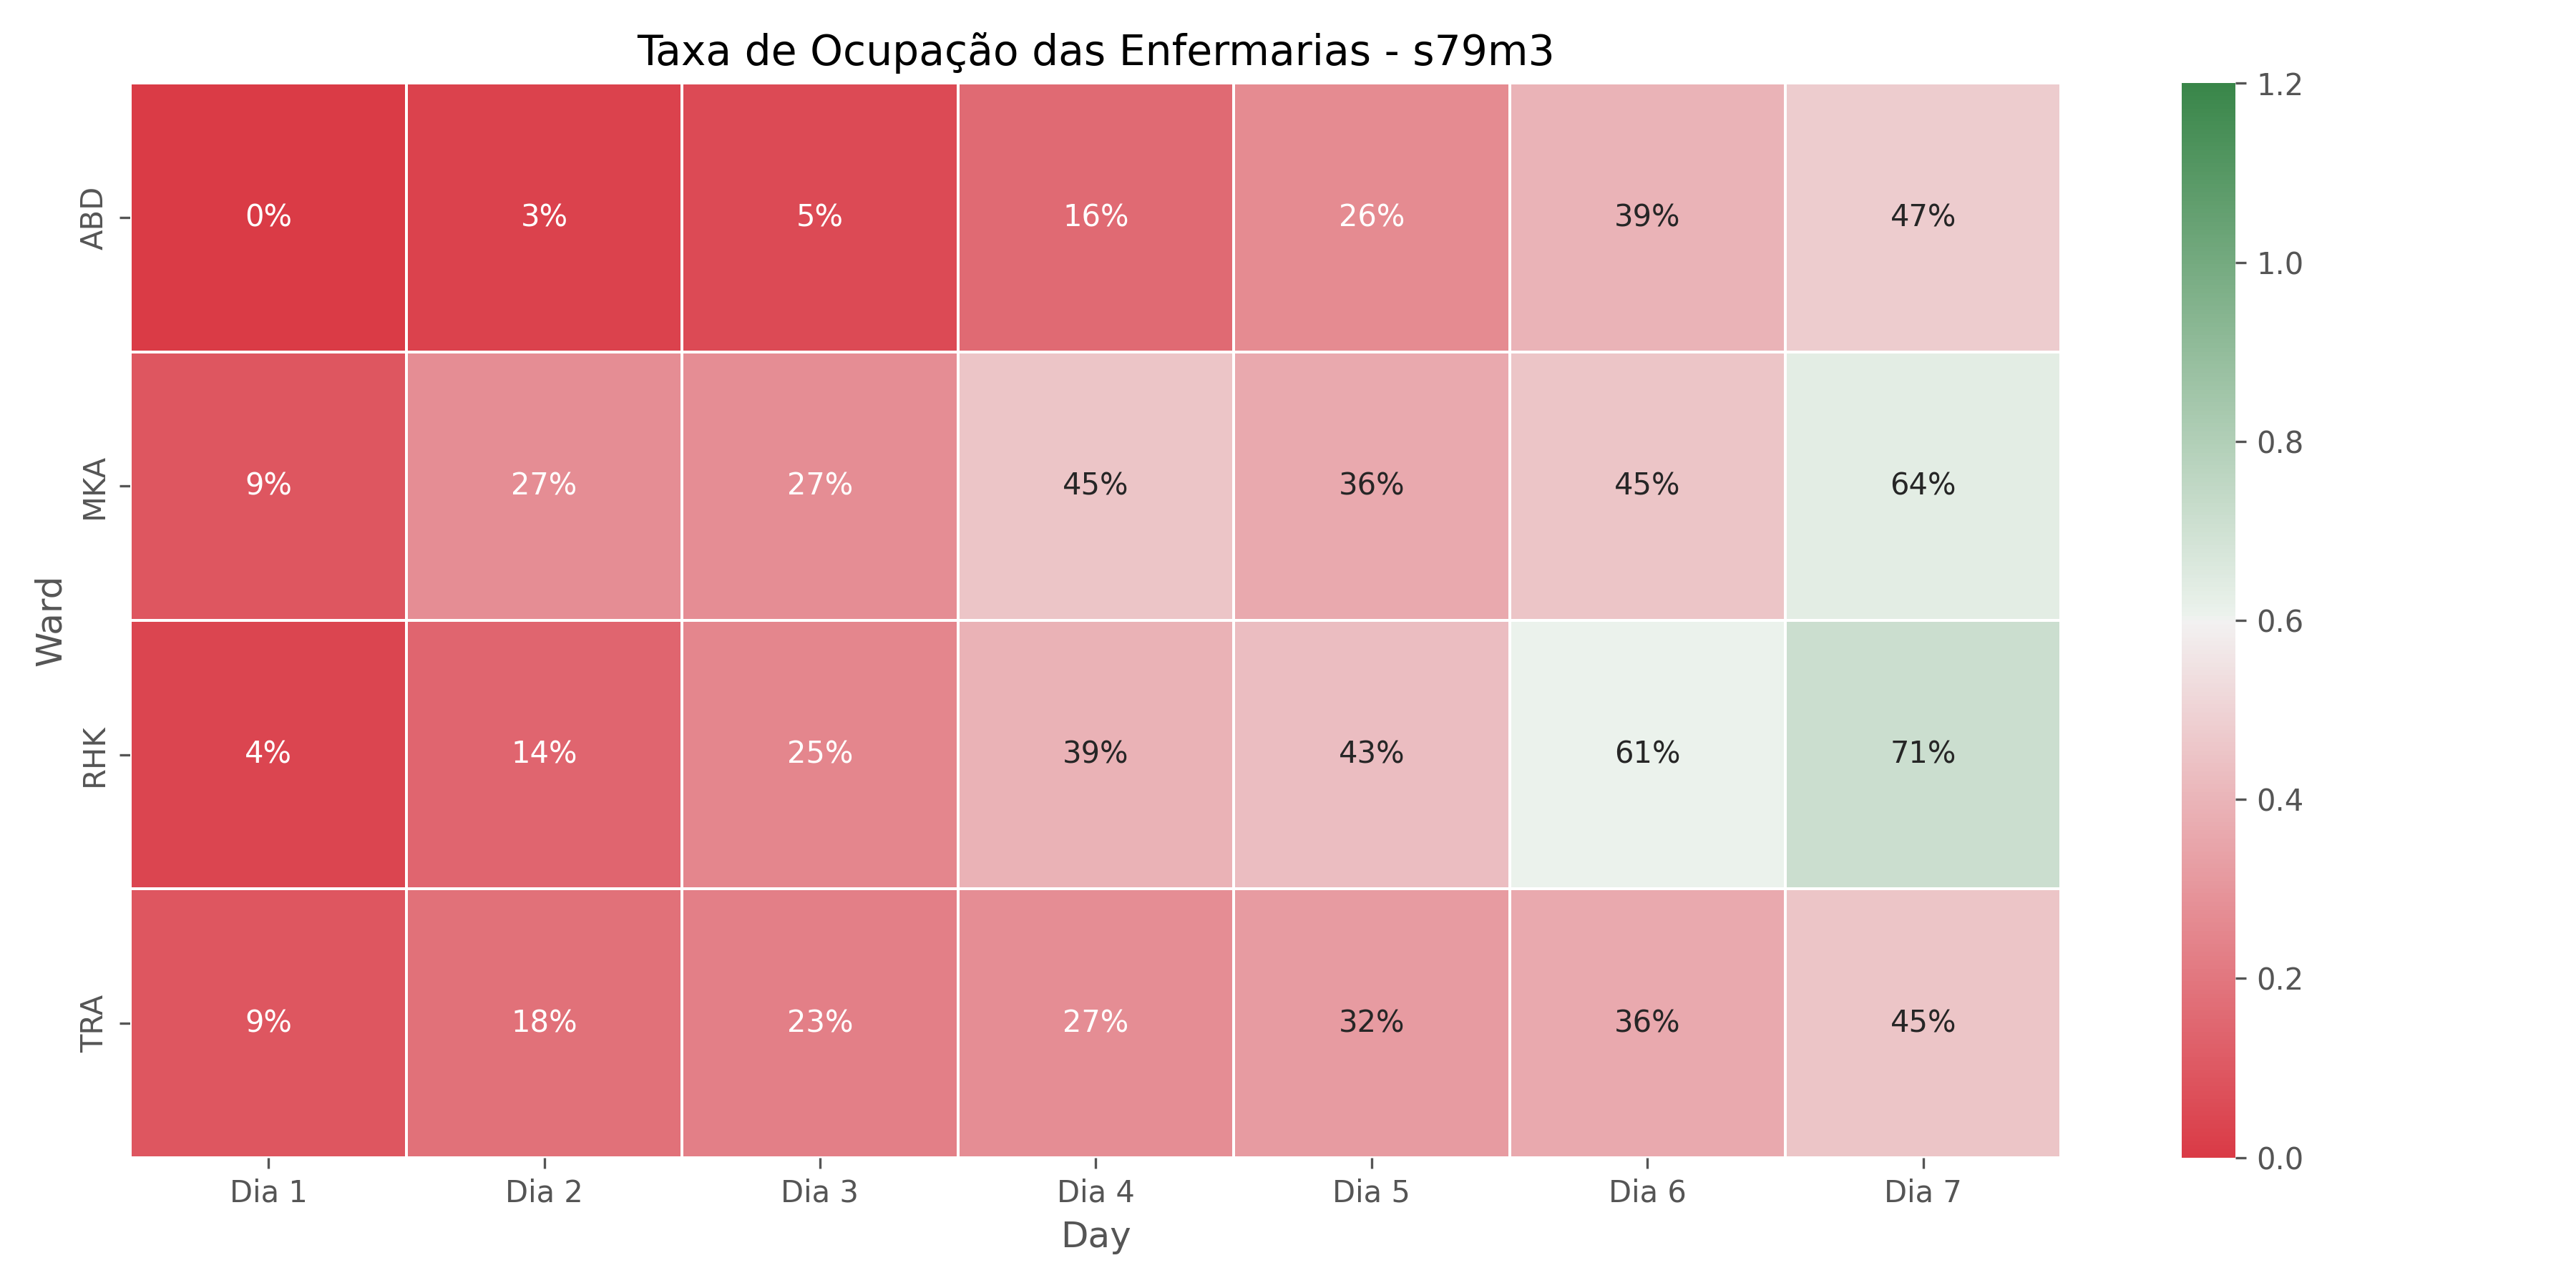 Taxa de Ocupação das Enfermarias - s79m3
Ward
ABD 0% 3% 5% 16% 26% 39% 47%
MKA 9% 27% 27% 45% 36% 45% 64%
RHK 4% 14% 25% 39% 43% 61% 71%
TRA 9% 18% 23% 27% 32% 36% 45%
Dia 1 Dia 2 Dia 3 Dia 4 Dia 5 Dia 6 Dia 7
Day
1.2
1.0
0.8
0.6
0.4
0.2
0.0